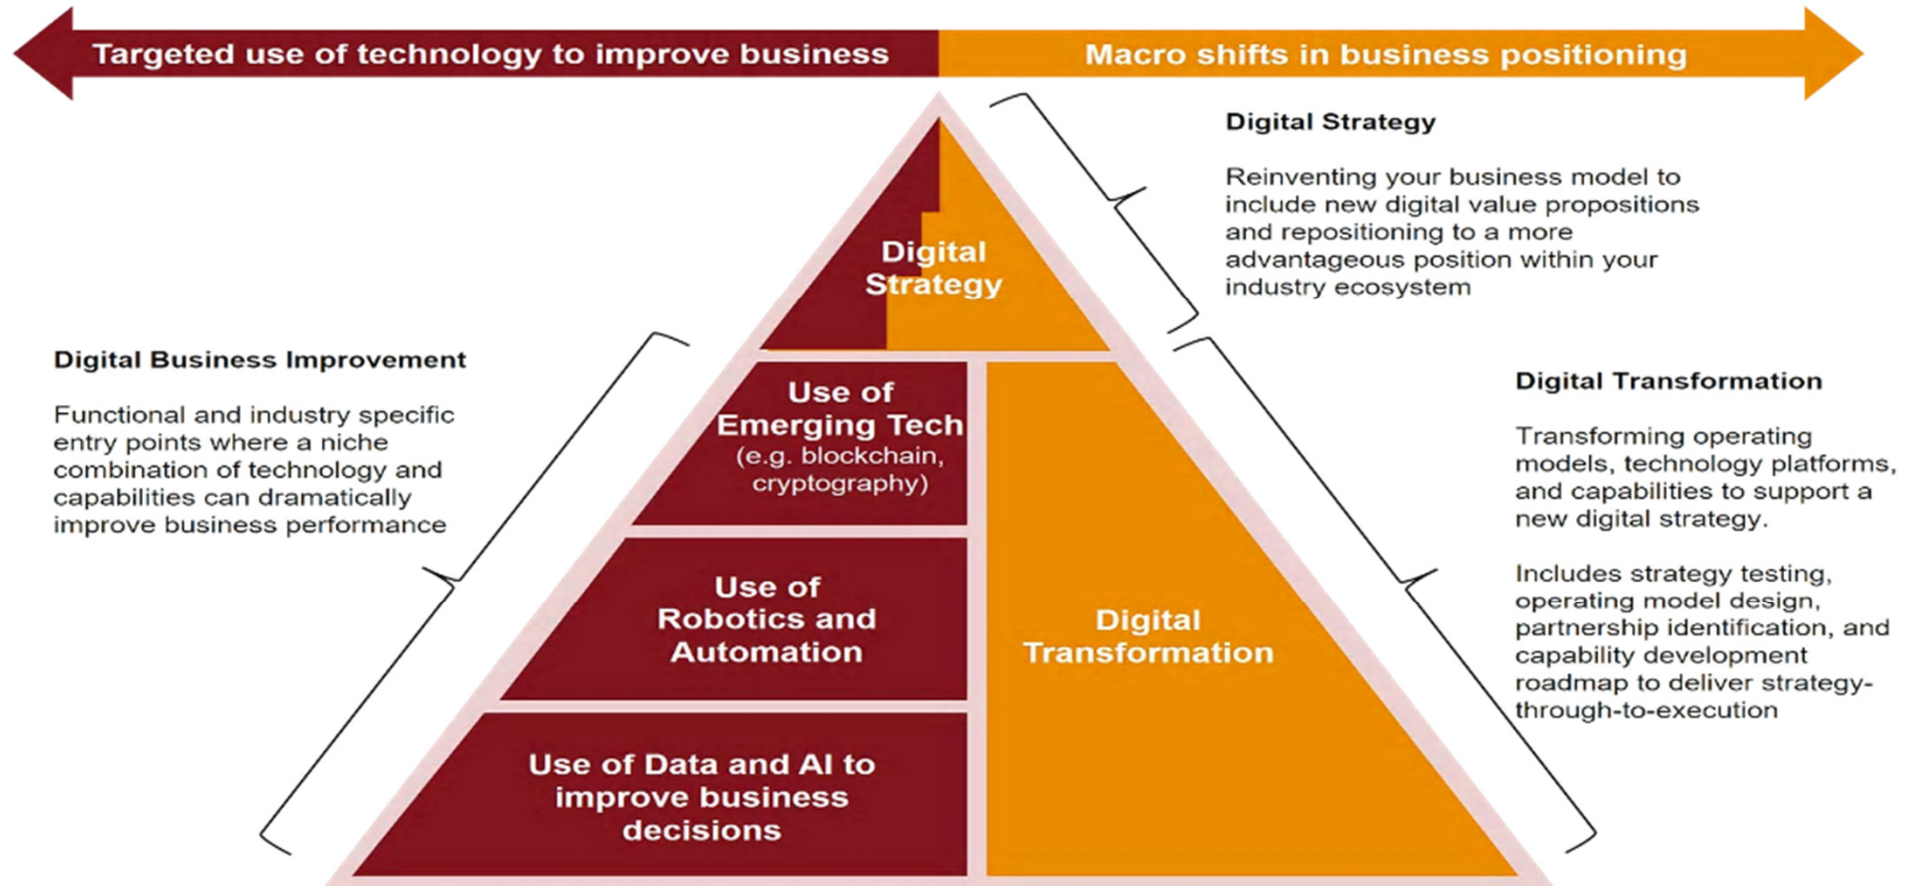 Targeted use of technology to improve business
Macro shifts in business positioning
Digital Strategy
Reinventing your business model to
include new digital value propositions
and repositioning to a more
advantageous position within your
industry ecosystem
Digital
Strategy
Digital Business Improvement
Functional and industry specific
entry points where a niche
combination of technology and
capabilities can dramatically
improve business performance
Use of
Emerging Tech
(e.g. blockchain,
cryptography)
Use of
Robotics and
Automation
Use of Data and AI to
improve business
decisions
Digital
Transformation
Digital Transformation
Transforming operating
models, technology platforms,
and capabilities to support a
new digital strategy.
Includes strategy testing,
operating model design,
partnership identification, and
capability development
roadmap to deliver strategy-
through-to-execution